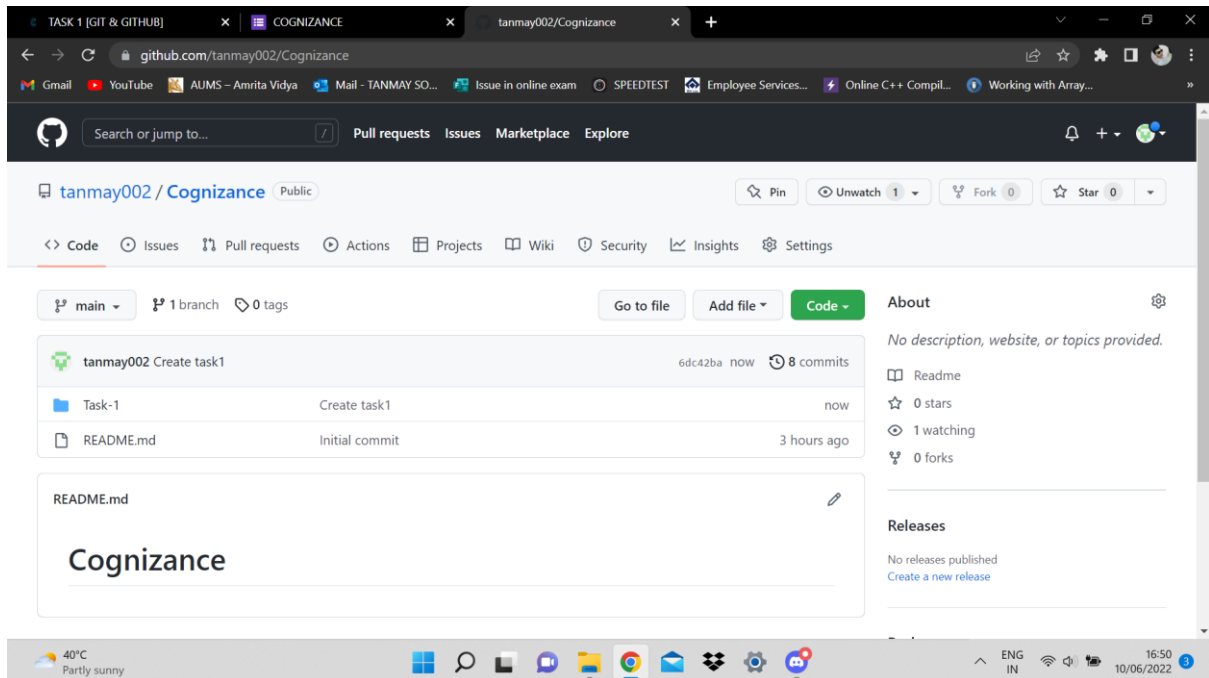 TASK 1 [GIT & GITHUB] COGNIZANCE tanmay002/Cognizance
github.com/tanmay002/Cognizance
Gmail YouTube AUMS – Amrita Vidya Mail - TANMAY SO... Issue in online exam SPEEDTEST Employee Services... Online C++ Compil... Working with Array... »
Search or jump to... / Pull requests Issues Marketplace Explore
tanmay002 / Cognizance Public Pin Unwatch 1 Fork 0 Star 0
<> Code Issues Pull requests Actions Projects Wiki Security Insights Settings
main 1 branch 0 tags Go to file Add file Code About
No description, website, or topics provided.
tanmay002 Create task1 6dc42ba now 8 commits
Readme
Task-1 Create task1 now 0 stars
1 watching
README.md Initial commit 3 hours ago
0 forks
README.md
Releases
Cognizance
No releases published
Create a new release
40°C
Partly sunny
ENG
IN
16:50
10/06/2022
3